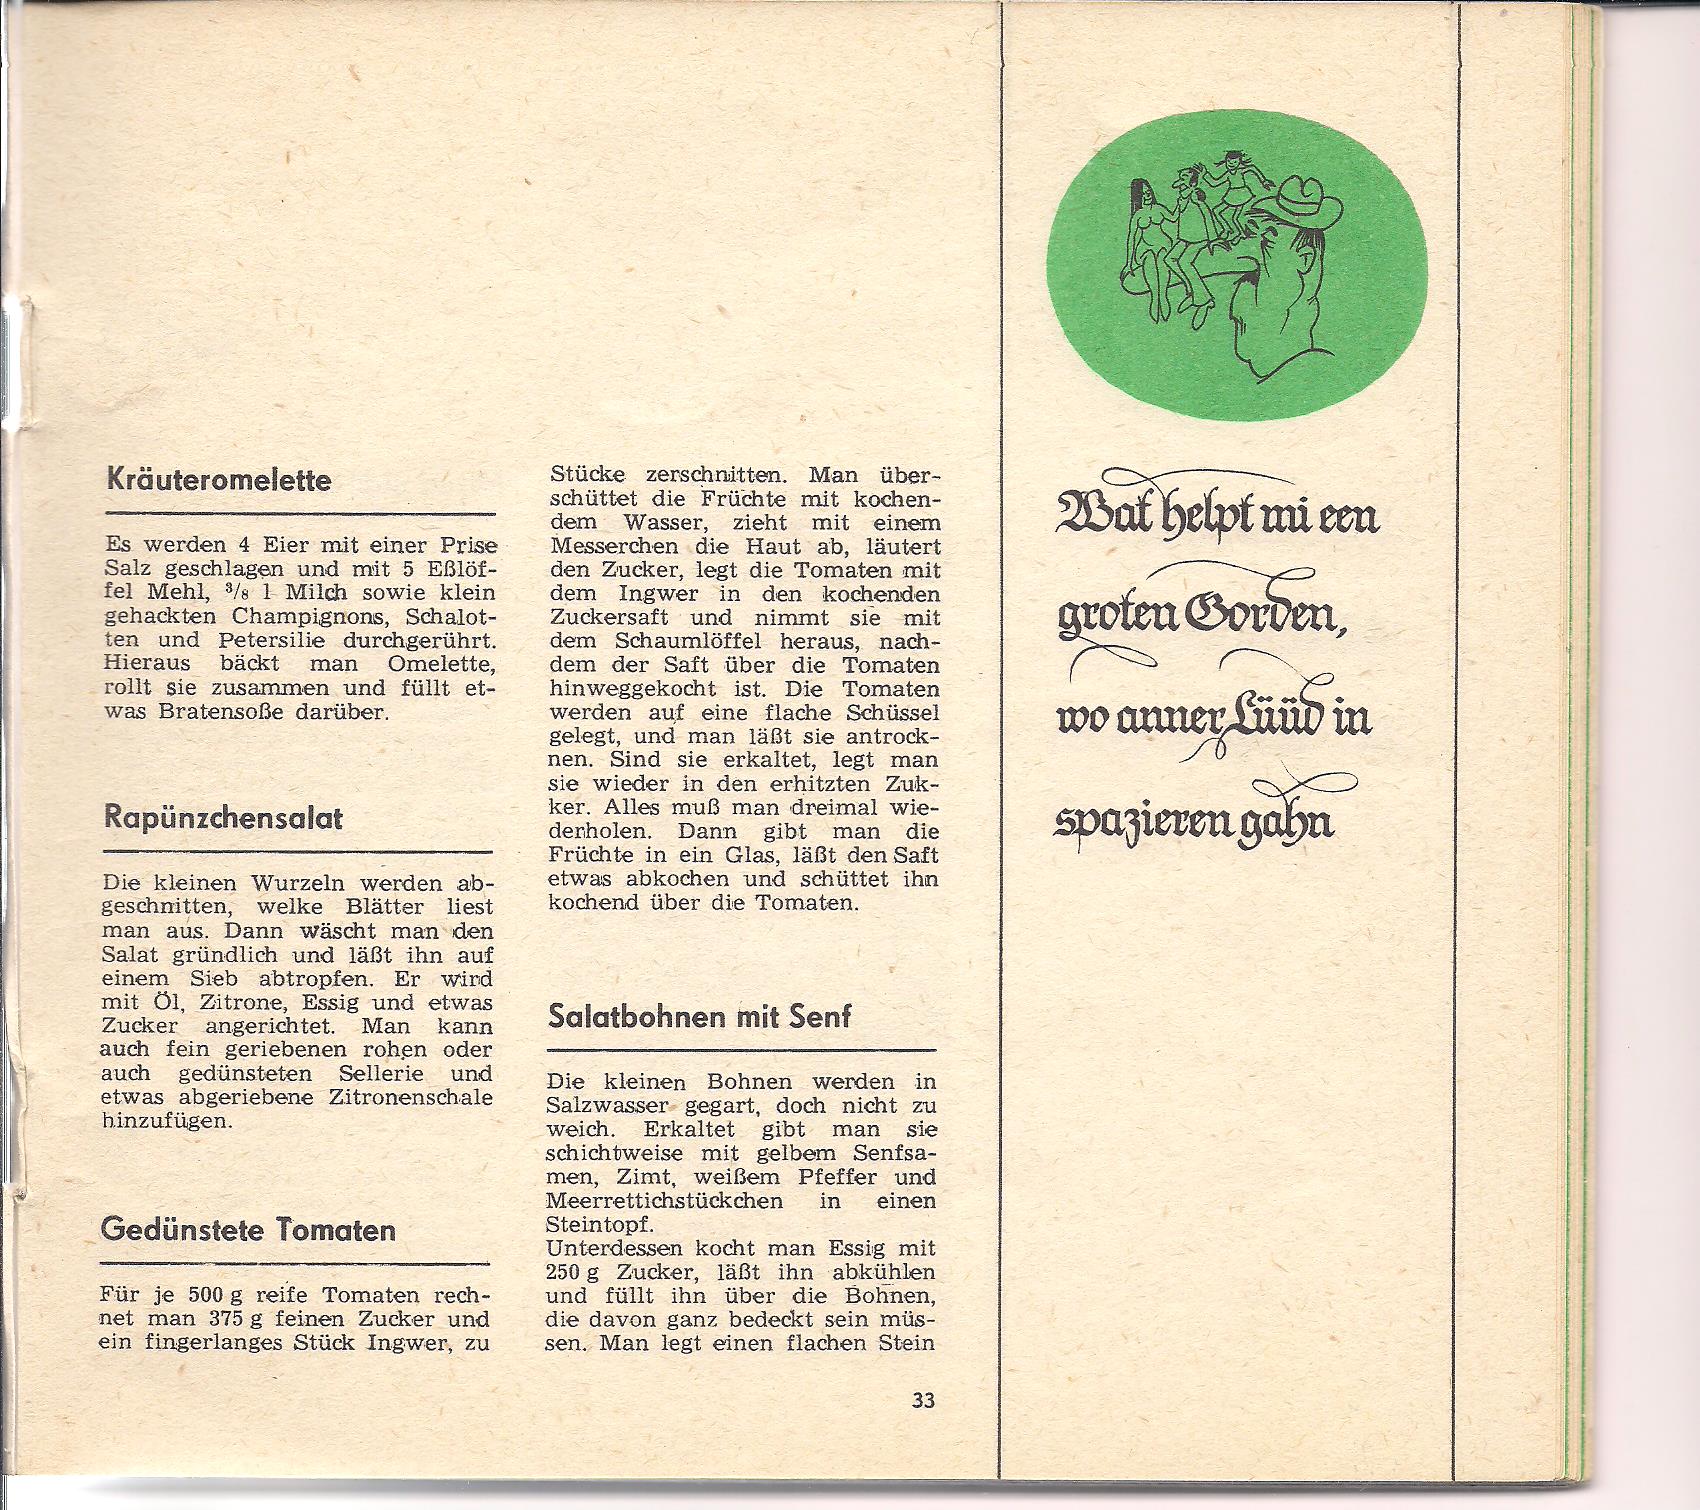 Kräuteromelette
Es werden 4 Eier mit einer Prise
Salz geschlagen und mit 5 Eßlöf-
fel Mehl, ³/₈ l Milch sowie klein
gehackten Champignons, Schalot-
ten und Petersilie durchgerührt.
Hieraus bäckt man Omelette,
rollt sie zusammen und füllt et-
was Bratensoße darüber.
Rapünzchensalat
Die kleinen Wurzeln werden ab-
geschnitten, welke Blätter liest
man aus. Dann wäscht man den
Salat gründlich und läßt ihn auf
einem Sieb abtropfen. Er wird
mit Öl, Zitrone, Essig und etwas
Zucker angerichtet. Man kann
auch fein geriebenen rohen oder
auch gedünsteten Sellerie und
etwas abgeriebene Zitronenschale
hinzufügen.
Gedünstete Tomaten
Für je 500 g reife Tomaten rech-
net man 375 g feinen Zucker und
ein fingerlanges Stück Ingwer, zu
Stücke zerschnitten. Man über-
schüttet die Früchte mit kochen-
dem Wasser, zieht mit einem
Messerchen die Haut ab, läutert
den Zucker, legt die Tomaten mit
dem Ingwer in den kochenden
Zuckersaft und nimmt sie mit
dem Schaumlöffel heraus, nach-
dem der Saft über die Tomaten
hinweggekocht ist. Die Tomaten
werden auf eine flache Schüssel
gelegt, und man läßt sie antrock-
nen. Sind sie erkaltet, legt man
sie wieder in den erhitzten Zuk-
ker. Alles muß man dreimal wie-
derholen. Dann gibt man die
Früchte in ein Glas, läßt den Saft
etwas abkochen und schüttet ihn
kochend über die Tomaten.
Salatbohnen mit Senf
Die kleinen Bohnen werden in
Salzwasser gegart, doch nicht zu
weich. Erkaltet gibt man sie
schichtweise mit gelbem Senfsa-
men, Zimt, weißem Pfeffer und
Meerrettichstückchen in einen
Steintopf.
Unterdessen kocht man Essig mit
250 g Zucker, läßt ihn abkühlen
und füllt ihn über die Bohnen,
die davon ganz bedeckt sein müs-
sen. Man legt einen flachen Stein
33
Wat helpt mi een
groten Gorden,
wo anner Lüüd in
spazieren gahn